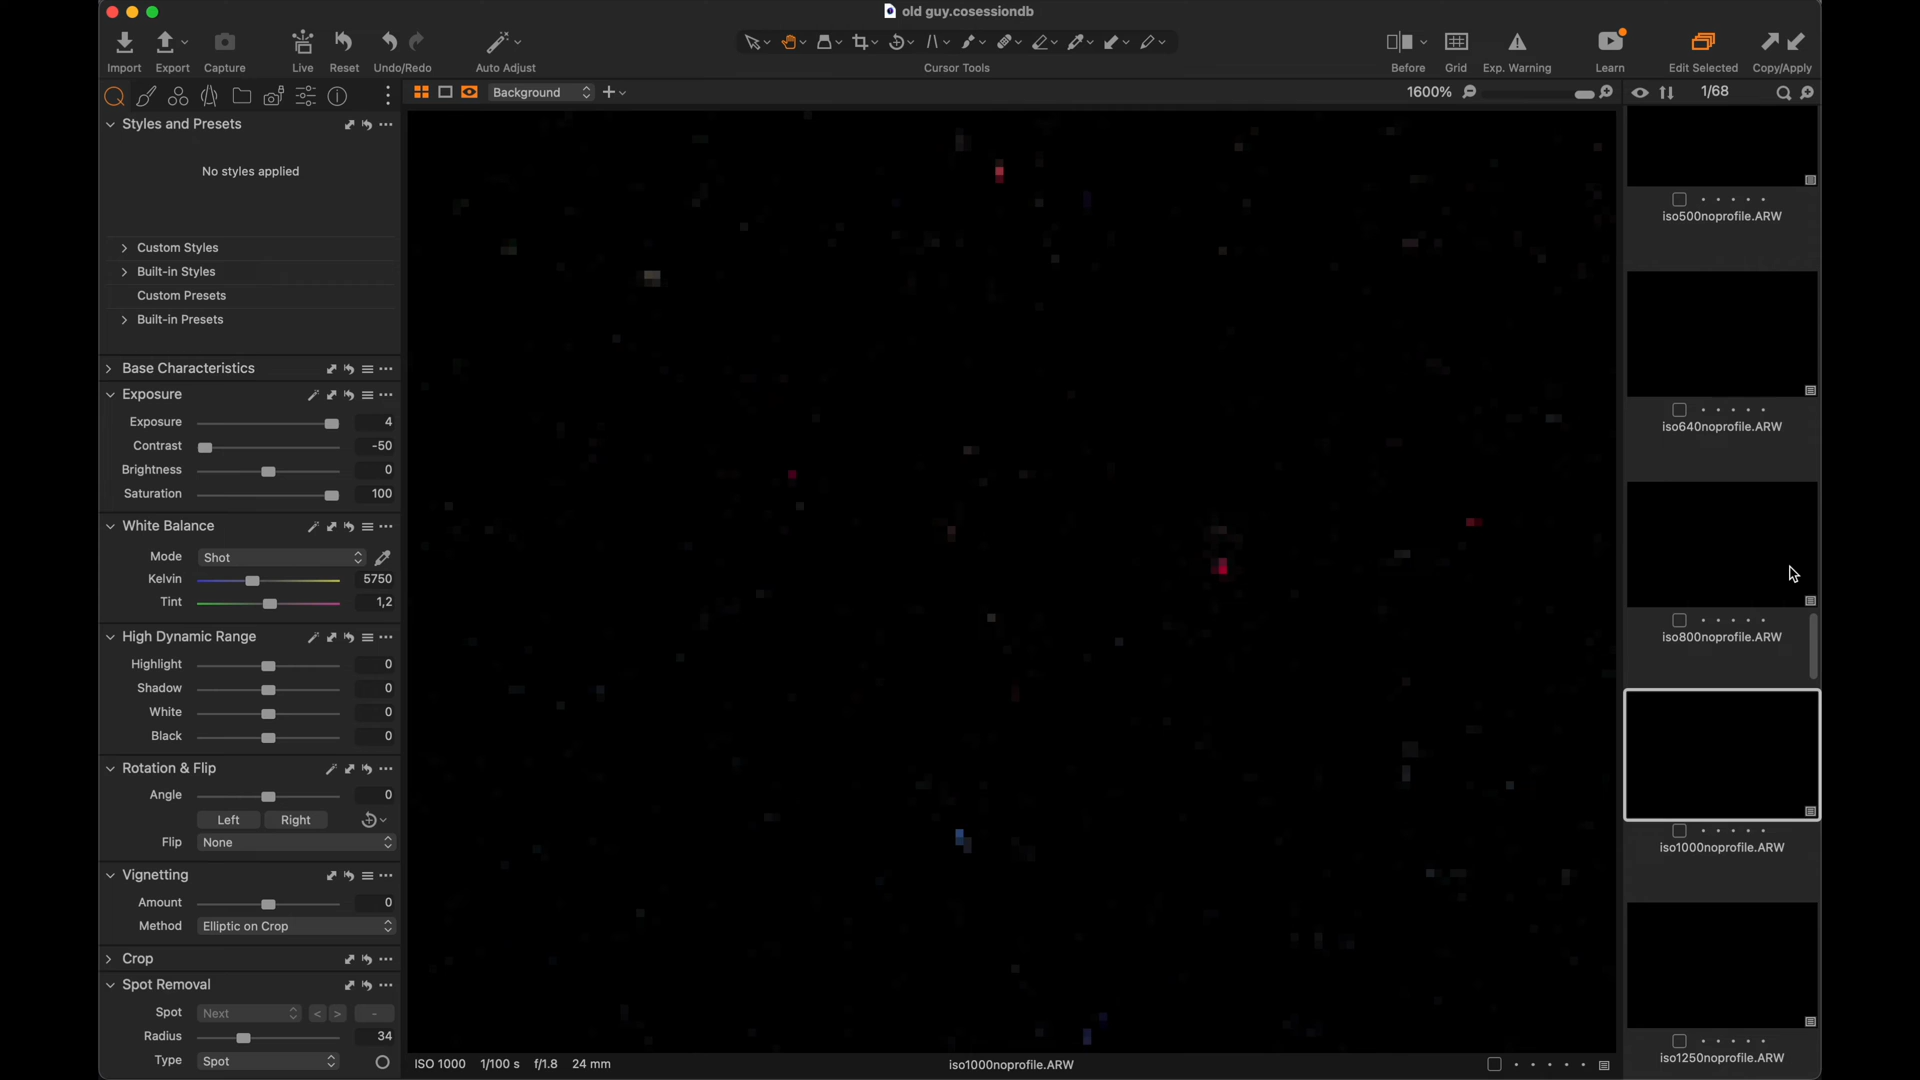 old guy.cosessiondb
Import Export Capture Live Reset Undo/Redo Auto Adjust Cursor Tools Before Grid Exp. Warning Learn Edit Selected Copy/Apply
Background 1600% 1/68
Styles and Presets
No styles applied
Custom Styles
Built-in Styles
Custom Presets
Built-in Presets
Base Characteristics
Exposure
Exposure 4
Contrast -50
Brightness 0
Saturation 100
White Balance
Mode Shot
Kelvin 5750
Tint 1,2
High Dynamic Range
Highlight 0
Shadow 0
White 0
Black 0
Rotation & Flip
Angle 0
Left Right
Flip None
Vignetting
Amount 0
Method Elliptic on Crop
Crop
Spot Removal
Spot Next < > -
Radius 34
Type Spot
ISO 1000 1/100 s f/1.8 24 mm iso1000noprofile.ARW
iso500noprofile.ARW
iso640noprofile.ARW
iso800noprofile.ARW
iso1000noprofile.ARW
iso1250noprofile.ARW